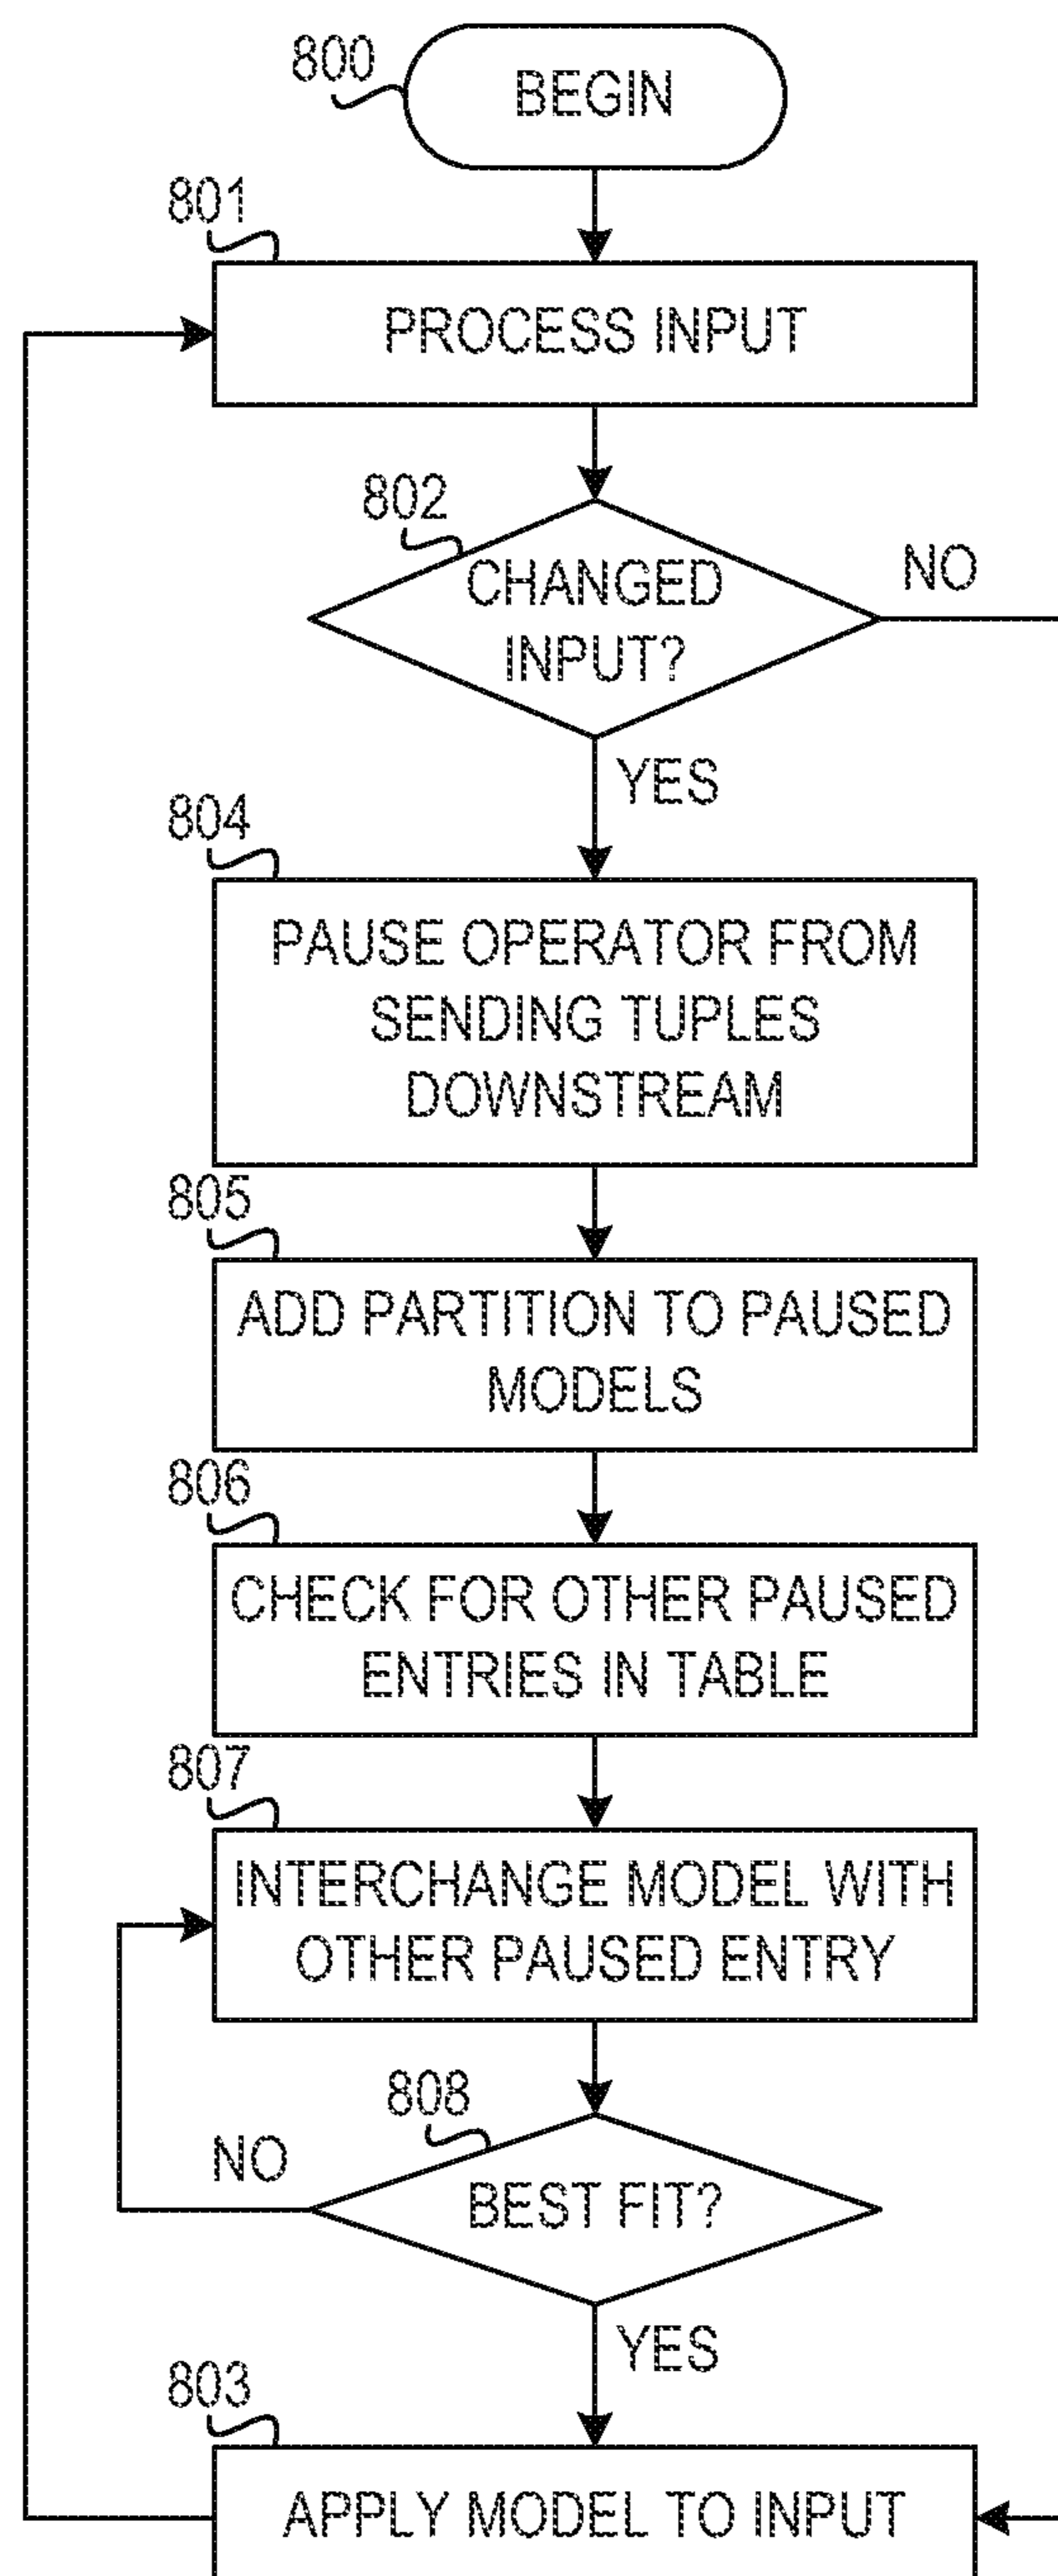 800
BEGIN
801
PROCESS INPUT
802
CHANGED
INPUT?
NO
YES
804
PAUSE OPERATOR FROM
SENDING TUPLES
DOWNSTREAM
805
ADD PARTITION TO PAUSED
MODELS
806
CHECK FOR OTHER PAUSED
ENTRIES IN TABLE
807
INTERCHANGE MODEL WITH
OTHER PAUSED ENTRY
808
NO
BEST FIT?
YES
803
APPLY MODEL TO INPUT